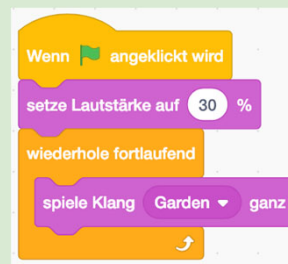 Wenn angeklickt wird
setze Lautstärke auf 30 %
wiederhole fortlaufend
spiele Klang Garden ganz